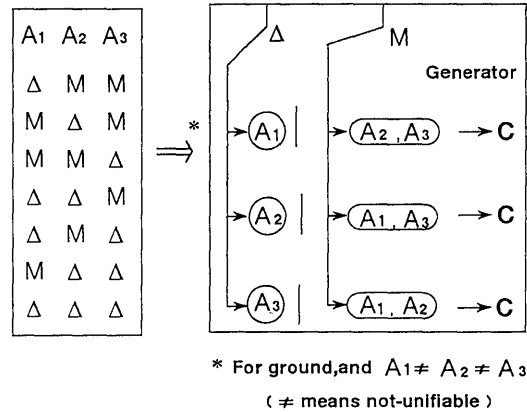 A1 A2 A3
Δ M M
M Δ M
M M Δ
Δ Δ M
Δ M Δ
M Δ Δ
Δ Δ Δ
* ⇒
Δ M
Generator
A1 | A2 , A3 → C
A2 | A1 , A3 → C
A3 | A1 , A2 → C
* For ground,and A1 ≠ A2 ≠ A3
( ≠ means not-unifiable )